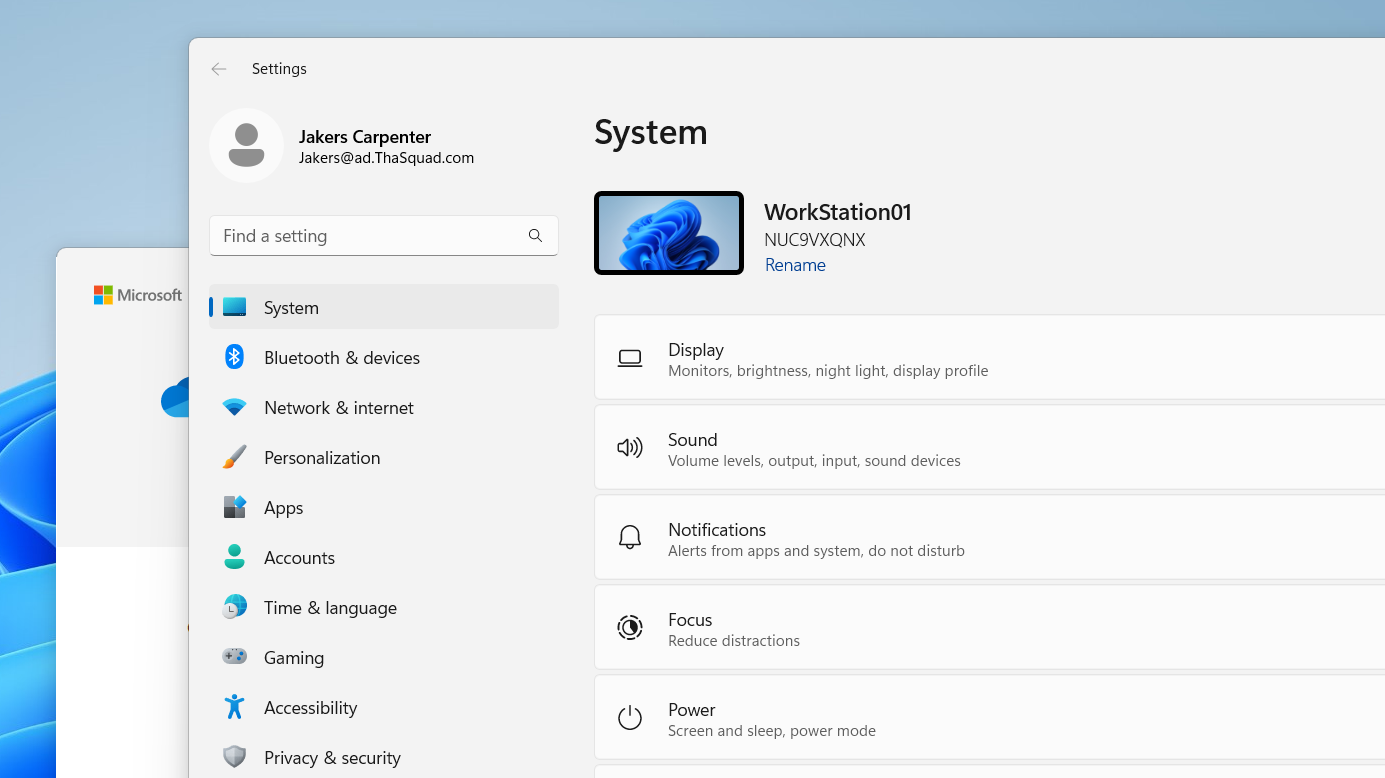 Settings
Jakers Carpenter
Jakers@ad.ThaSquad.com
Find a setting
Microsoft
System
Bluetooth & devices
Network & internet
Personalization
Apps
Accounts
Time & language
Gaming
Accessibility
Privacy & security
System
WorkStation01
NUC9VXQNX
Rename
Display
Monitors, brightness, night light, display profile
Sound
Volume levels, output, input, sound devices
Notifications
Alerts from apps and system, do not disturb
Focus
Reduce distractions
Power
Screen and sleep, power mode